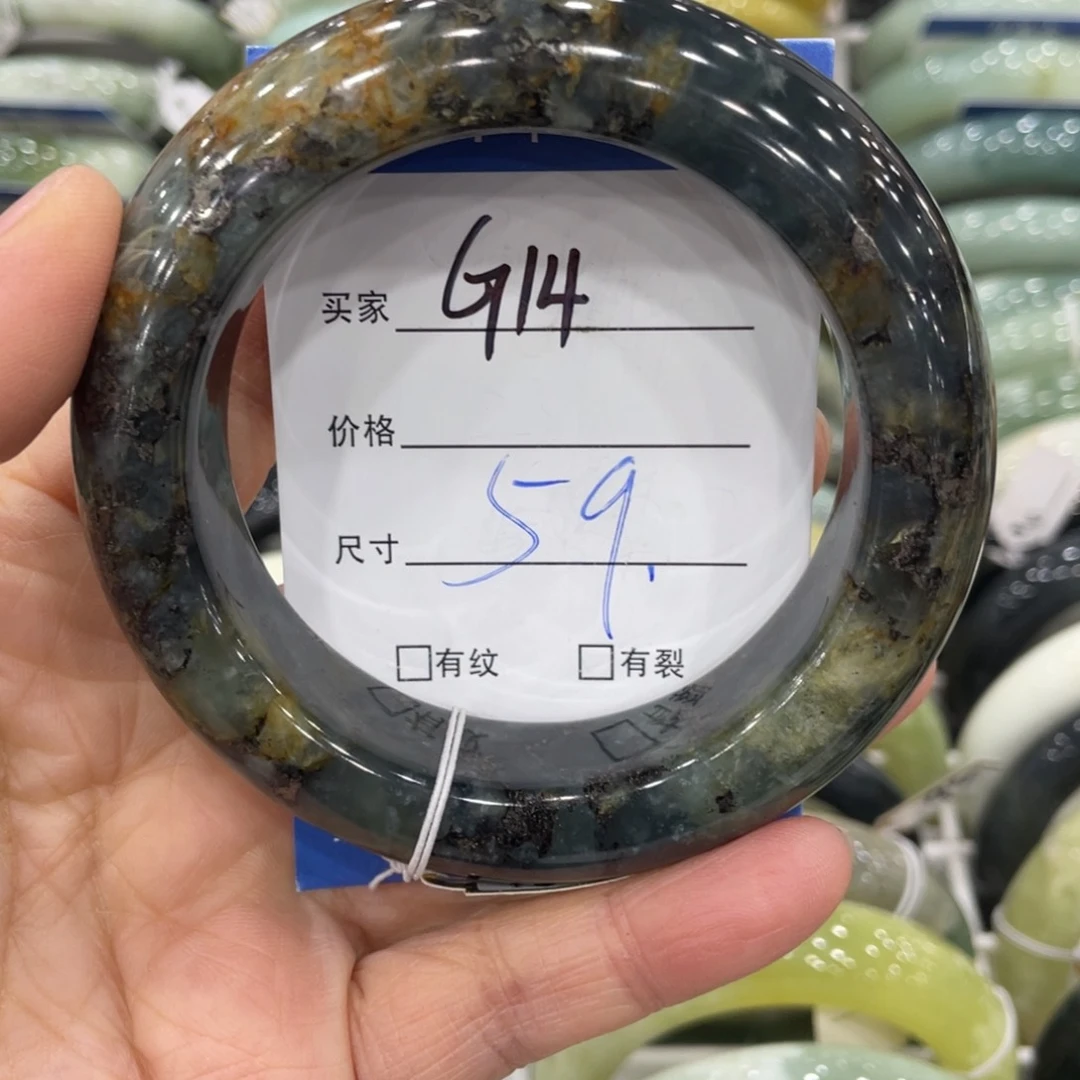 买家 G14
价格
尺寸 59.
□有纹 □有裂